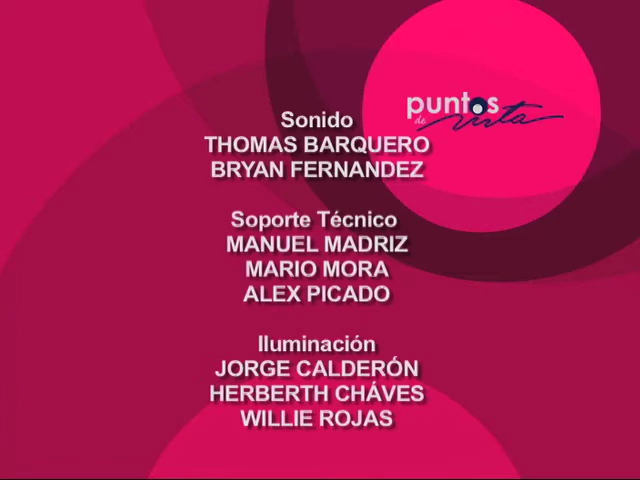 puntos
de vista
Sonido
THOMAS BARQUERO
BRYAN FERNANDEZ
Soporte Técnico
MANUEL MADRIZ
MARIO MORA
ALEX PICADO
Iluminación
JORGE CALDERÓN
HERBERTH CHÁVES
WILLIE ROJAS